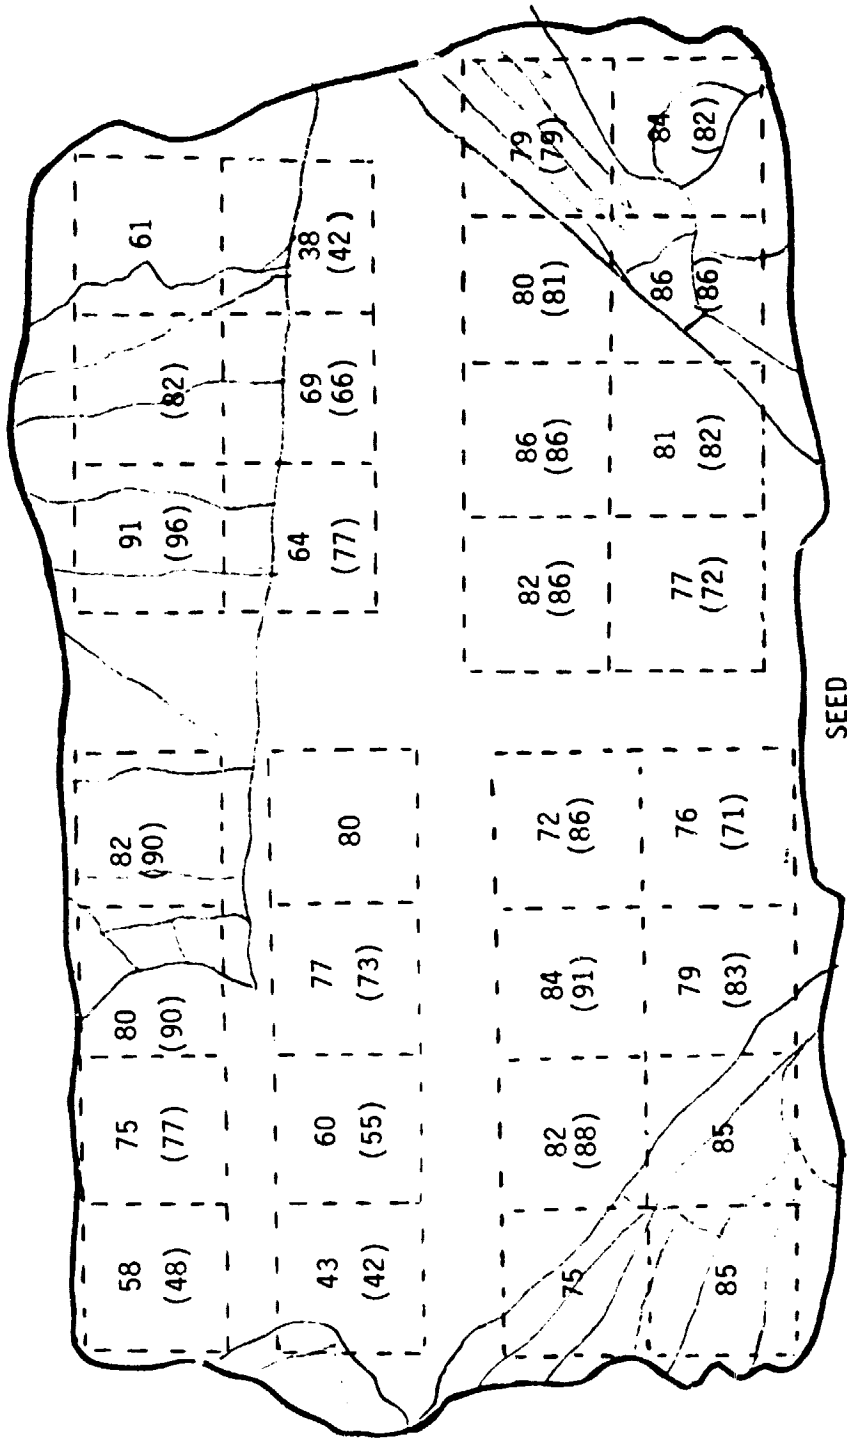 58 75 80 82 91 61
(48) (77) (90) (90) (96) (82)
43 60 77 80 64 69 38
(42) (55) (73) (77) (66) (42)
75 82 84 72 82 86 80 79
(88) (91) (86) (86) (86) (81) (79)
85 85 79 76 77 81 86 84
(83) (71) (72) (82) (86) (82)
SEED